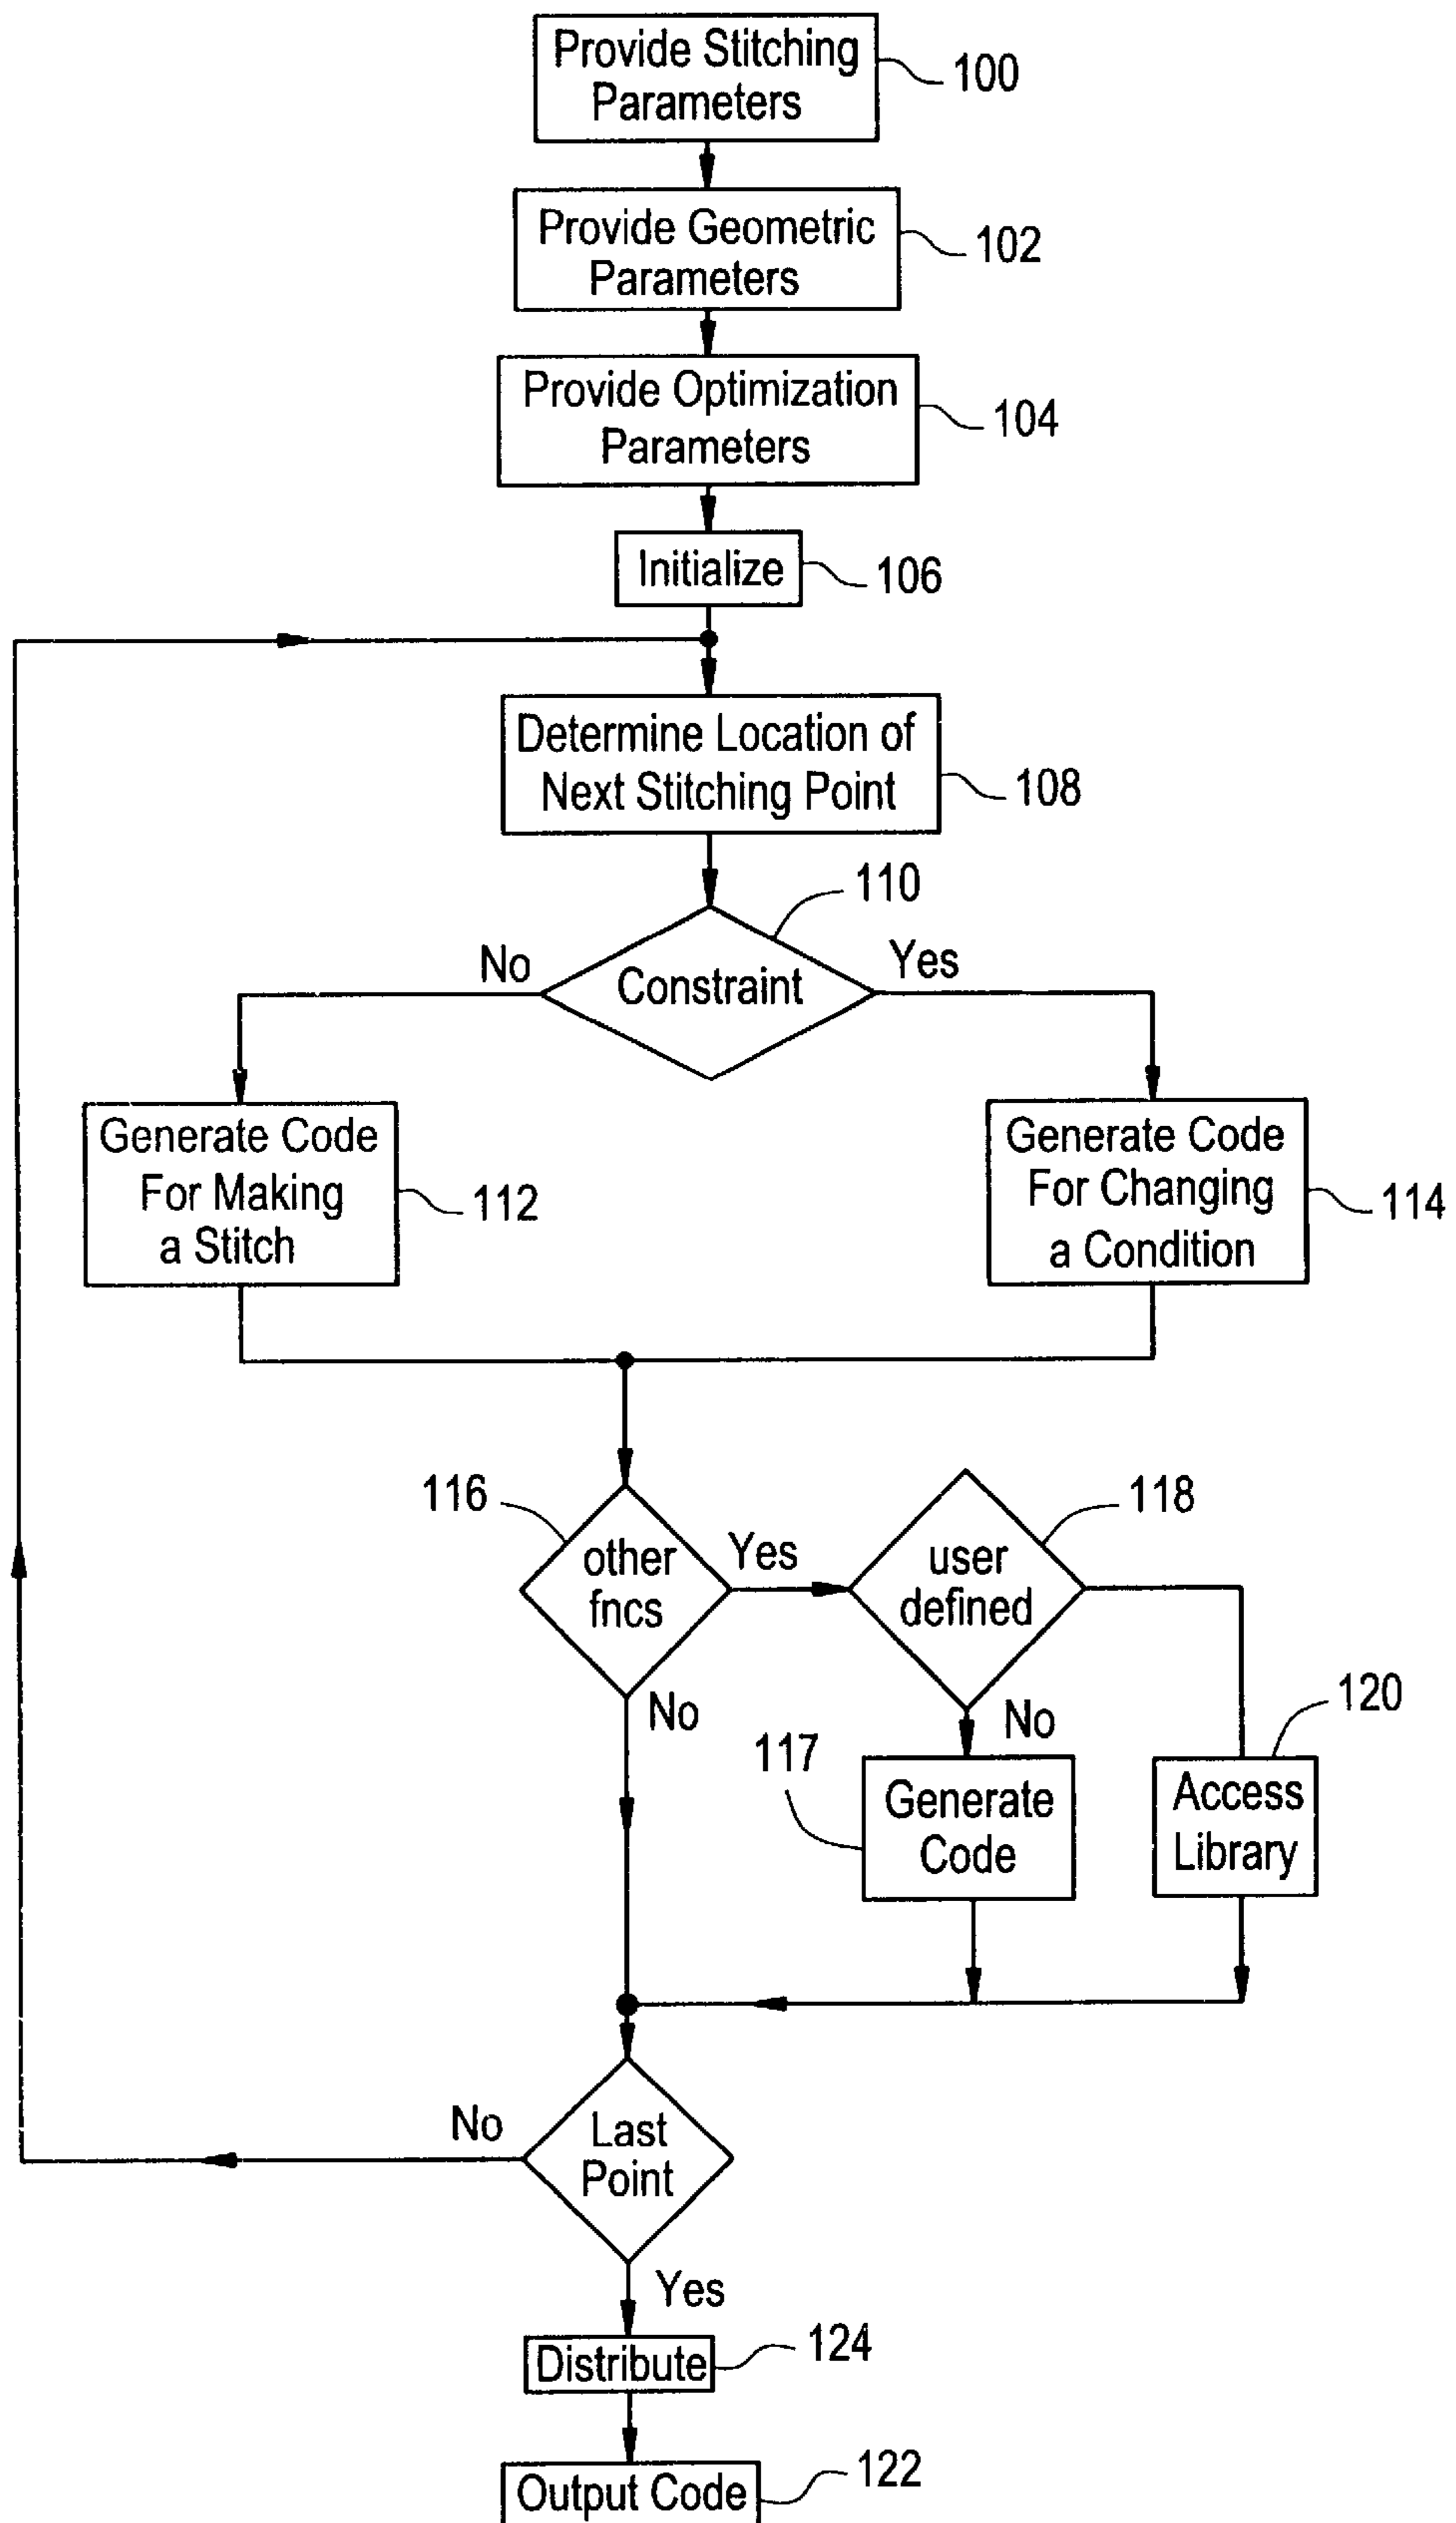 Provide Stitching
Parameters
100
Provide Geometric
Parameters
102
Provide Optimization
Parameters
104
Initialize
106
Determine Location of
Next Stitching Point
108
110
No
Constraint
Yes
Generate Code
For Making
a Stitch
112
Generate Code
For Changing
a Condition
114
116
other
fncs
Yes
user
defined
118
No
No
117
Generate
Code
120
Access
Library
No
Last
Point
Yes
Distribute
124
Output Code
122